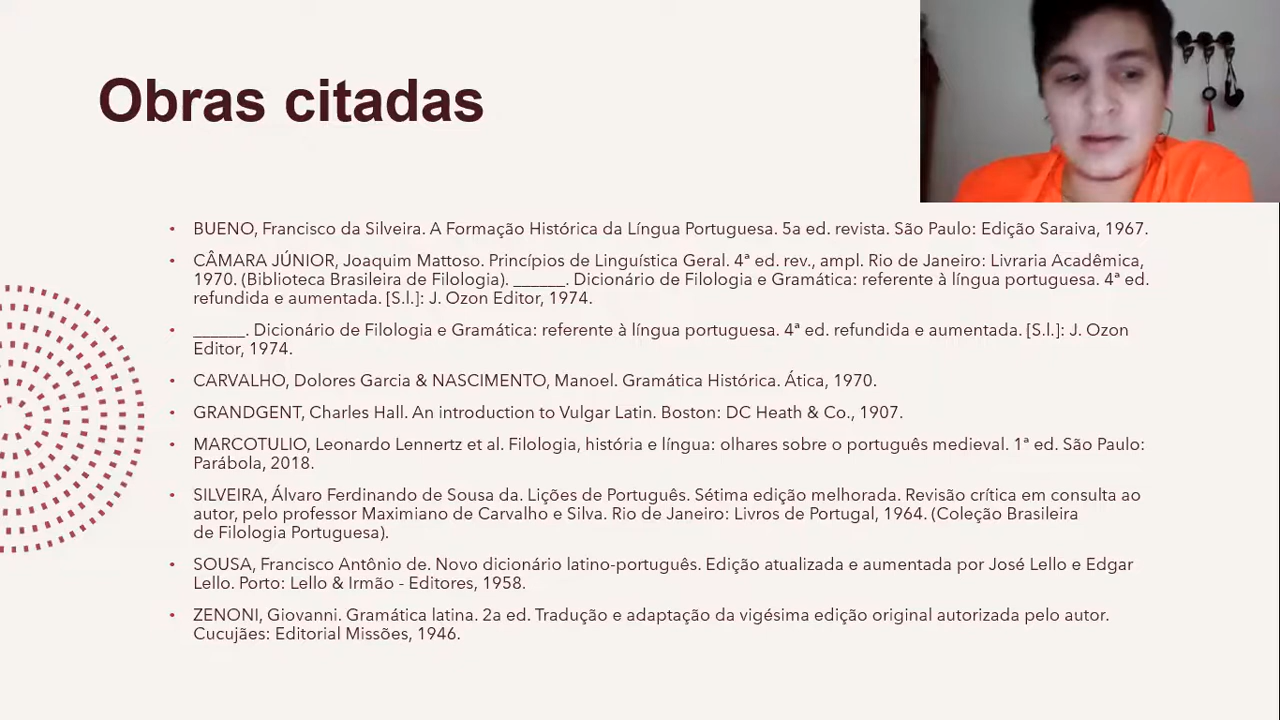 Obras citadas
• BUENO, Francisco da Silveira. A Formação Histórica da Língua Portuguesa. 5a ed. revista. São Paulo: Edição Saraiva, 1967.
• CÂMARA JÚNIOR, Joaquim Mattoso. Princípios de Linguística Geral. 4ª ed. rev., ampl. Rio de Janeiro: Livraria Acadêmica,
1970. (Biblioteca Brasileira de Filologia). ______. Dicionário de Filologia e Gramática: referente à língua portuguesa. 4ª ed.
refundida e aumentada. [S.l.]: J. Ozon Editor, 1974.
• ______. Dicionário de Filologia e Gramática: referente à língua portuguesa. 4ª ed. refundida e aumentada. [S.l.]: J. Ozon
Editor, 1974.
• CARVALHO, Dolores Garcia & NASCIMENTO, Manoel. Gramática Histórica. Ática, 1970.
• GRANDGENT, Charles Hall. An introduction to Vulgar Latin. Boston: DC Heath & Co., 1907.
• MARCOTULIO, Leonardo Lennertz et al. Filologia, história e língua: olhares sobre o português medieval. 1ª ed. São Paulo:
Parábola, 2018.
• SILVEIRA, Álvaro Ferdinando de Sousa da. Lições de Português. Sétima edição melhorada. Revisão crítica em consulta ao
autor, pelo professor Maximiano de Carvalho e Silva. Rio de Janeiro: Livros de Portugal, 1964. (Coleção Brasileira
de Filologia Portuguesa).
• SOUSA, Francisco Antônio de. Novo dicionário latino-português. Edição atualizada e aumentada por José Lello e Edgar
Lello. Porto: Lello & Irmão - Editores, 1958.
• ZENONI, Giovanni. Gramática latina. 2a ed. Tradução e adaptação da vigésima edição original autorizada pelo autor.
Cucujães: Editorial Missões, 1946.